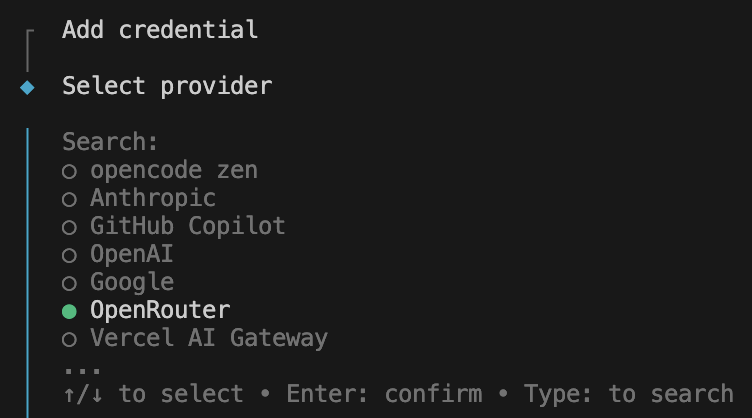 Add credential
Select provider
Search:
○ opencode zen
○ Anthropic
○ GitHub Copilot
○ OpenAI
○ Google
● OpenRouter
○ Vercel AI Gateway
...
↑/↓ to select • Enter: confirm • Type: to search